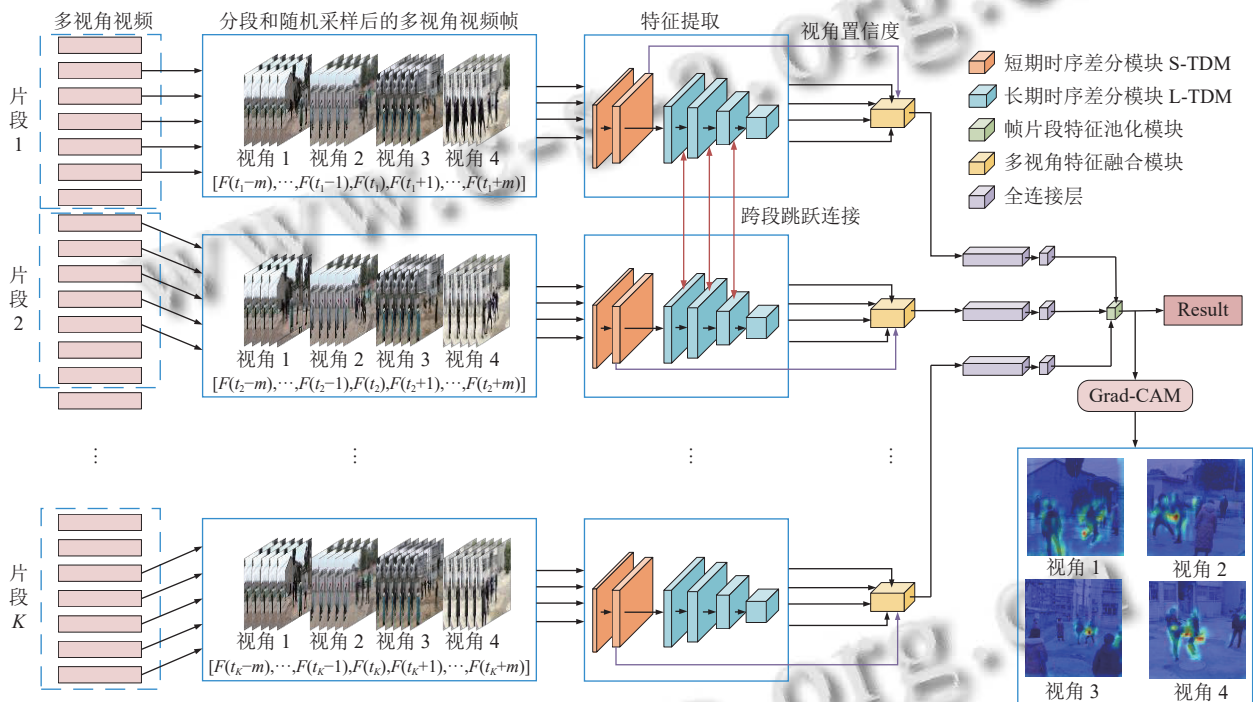 多视角视频
分段和随机采样后的多视角视频帧
特征提取
视角置信度
短期时序差分模块 S-TDM
长期时序差分模块 L-TDM
帧片段特征池化模块
多视角特征融合模块
全连接层
片段1
视角 1 视角 2 视角 3 视角 4
[F(t₁−m),⋯,F(t₁−1),F(t₁),F(t₁+1),⋯,F(t₁+m)]
跨段跳跃连接
片段2
视角 1 视角 2 视角 3 视角 4
[F(t₂−m),⋯,F(t₂−1),F(t₂),F(t₂+1),⋯,F(t₂+m)]
Result
Grad-CAM
⋮ ⋮ ⋮ ⋮
片段K
视角 1 视角 2 视角 3 视角 4
[F(t_K−m),⋯,F(t_K−1),F(t_K),F(t_K+1),⋯,F(t_K+m)]
视角 1 视角 2
视角 3 视角 4